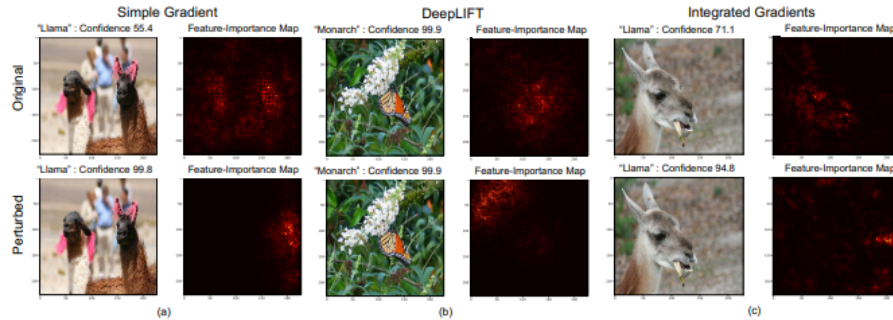 Simple Gradient DeepLIFT Integrated Gradients
"Llama" : Confidence 55.4 Feature-Importance Map "Monarch" : Confidence 99.9 Feature-Importance Map "Llama" : Confidence 71.1 Feature-Importance Map
Original
"Llama" : Confidence 99.8 Feature-Importance Map "Monarch" : Confidence 99.9 Feature-Importance Map "Llama" : Confidence 94.8 Feature-Importance Map
Perturbed
(a) (b) (c)